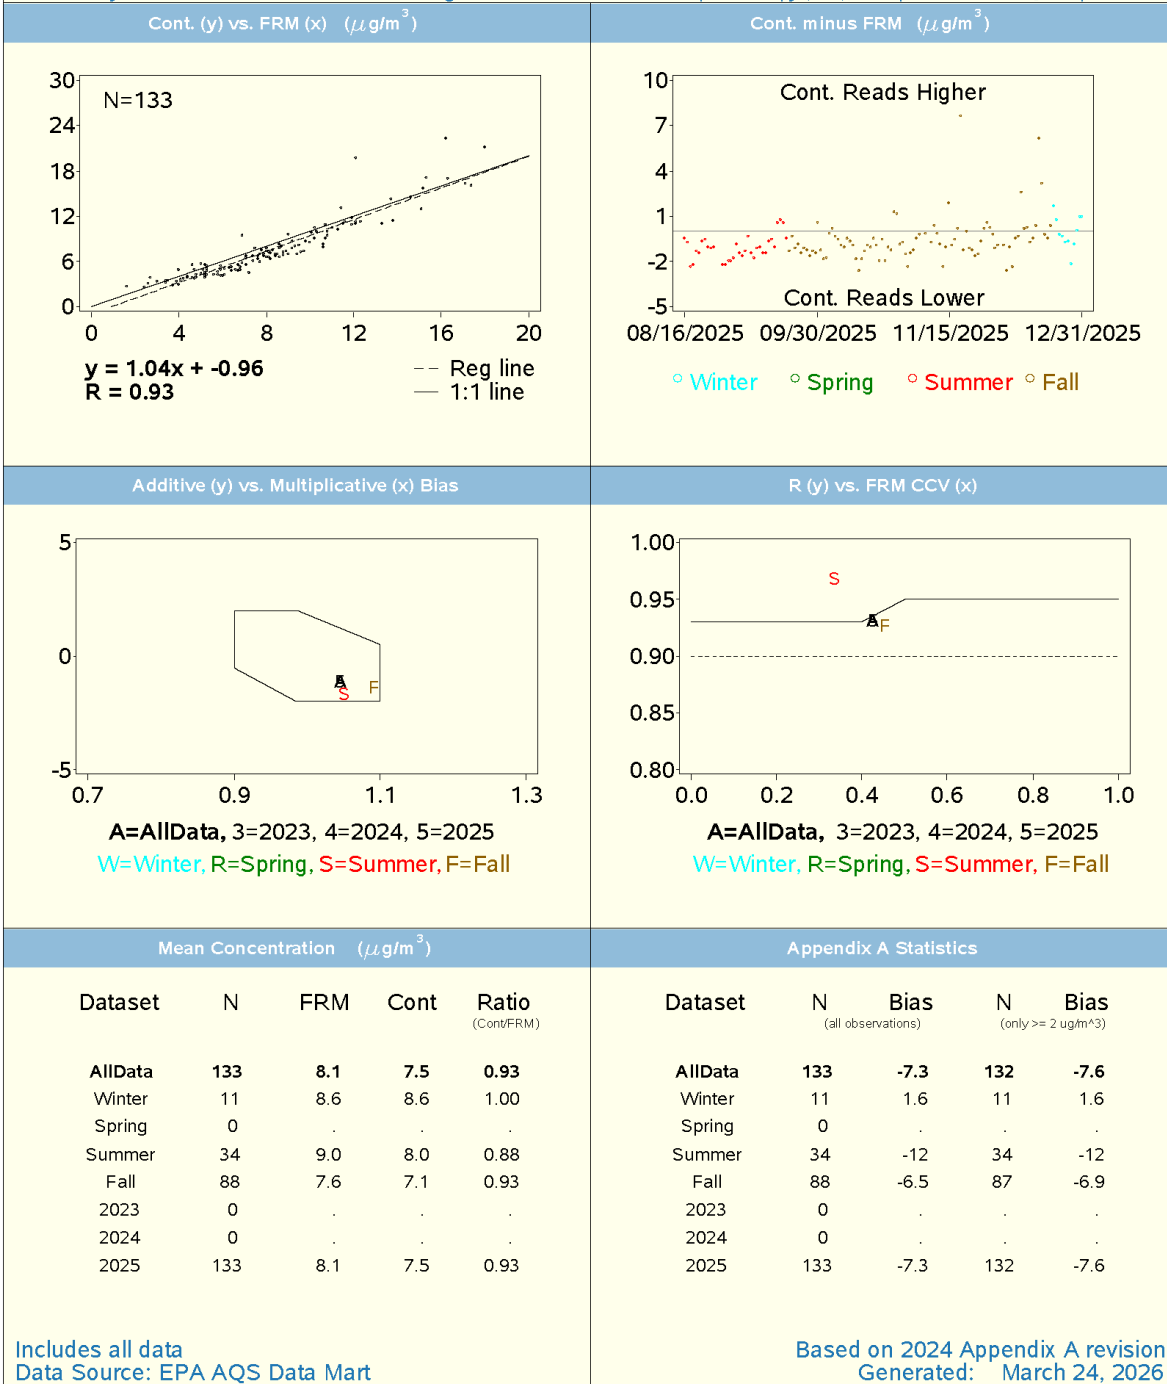 Cont. (y) vs. FRM (x) (μg/m³)
30
24
18
12
6
0
N=133
0 4 8 12 16 20
y = 1.04x + -0.96
R = 0.93
Reg line
1:1 line
Cont. minus FRM (μg/m³)
10
7
4
1
-2
-5
Cont. Reads Higher
Cont. Reads Lower
08/16/2025 09/30/2025 11/15/2025 12/31/2025
Winter Spring Summer Fall
Additive (y) vs. Multiplicative (x) Bias
5
0
-5
S F
0.7 0.9 1.1 1.3
A=AllData, 3=2023, 4=2024, 5=2025
W=Winter, R=Spring, S=Summer, F=Fall
R (y) vs. FRM CCV (x)
1.00
0.95
0.90
0.85
0.80
S
F
0.0 0.2 0.4 0.6 0.8 1.0
A=AllData, 3=2023, 4=2024, 5=2025
W=Winter, R=Spring, S=Summer, F=Fall
Mean Concentration (μg/m³)
Dataset N FRM Cont Ratio
(Cont/FRM)
AllData 133 8.1 7.5 0.93
Winter 11 8.6 8.6 1.00
Spring 0 . . .
Summer 34 9.0 8.0 0.88
Fall 88 7.6 7.1 0.93
2023 0 . . .
2024 0 . . .
2025 133 8.1 7.5 0.93
Includes all data
Data Source: EPA AQS Data Mart
Appendix A Statistics
Dataset N Bias N Bias
(all observations) (only >= 2 ug/m^3)
AllData 133 -7.3 132 -7.6
Winter 11 1.6 11 1.6
Spring 0 . . .
Summer 34 -12 34 -12
Fall 88 -6.5 87 -6.9
2023 0 . . .
2024 0 . . .
2025 133 -7.3 132 -7.6
Based on 2024 Appendix A revision
Generated: March 24, 2026